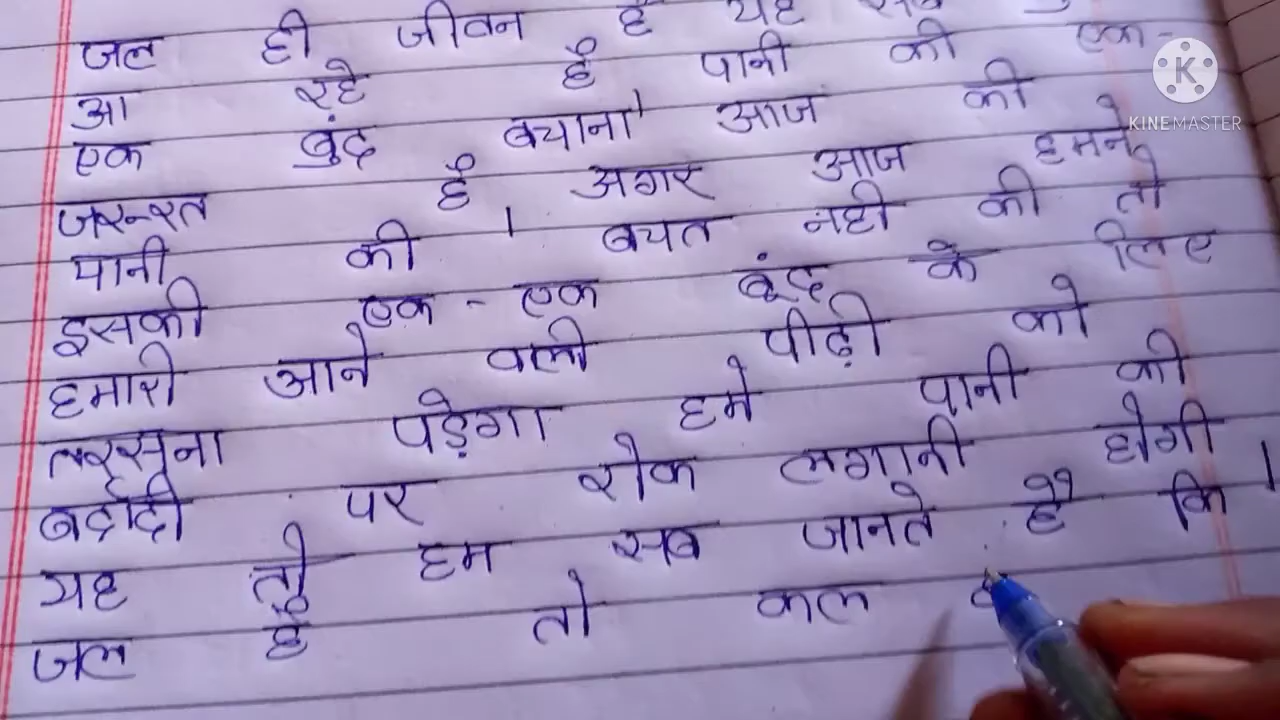 जल ही जीवन है यह सब
आ रहे है पानी की एक-
एक बुंद बचाना आज की
जरूरत है अगर आज हमने
पानी की । बचत नही की तो
इसकी एक - एक बूंद के लिए
हमारी आने वाली पीढ़ी को
तरसना पड़ेगा हमे पानी की
बर्बादी पर रोक लगानी होगी ।
यह तो हम सब जानते है कि
जल है तो कल
K
KINEMASTER